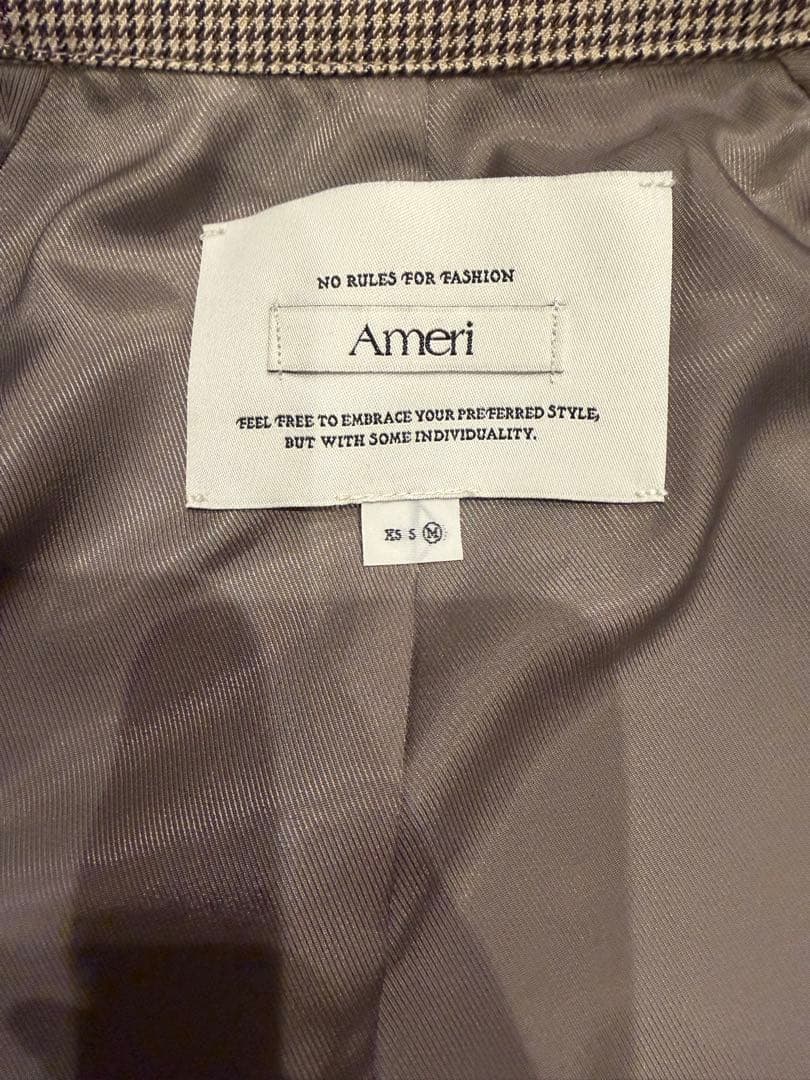 NO RULES FOR FASHION
Ameri
FEEL FREE TO EMBRACE YOUR PREFERRED STYLE,
BUT WITH SOME INDIVIDUALITY.
XS S M